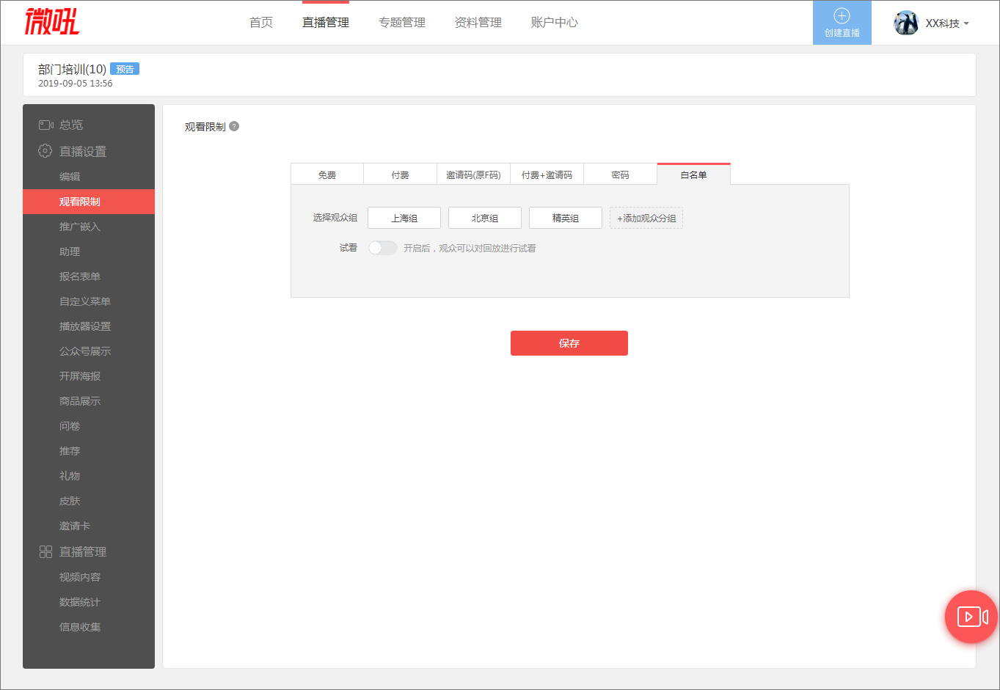 微吼
首页 直播管理 专题管理 资料管理 账户中心
创建直播
XX科技
部门培训(10) 预告
2019-09-05 13:56
总览
直播设置
编辑
观看限制
推广嵌入
助理
报名表单
自定义菜单
播放器设置
公众号展示
开屏海报
商品展示
问卷
推荐
礼物
皮肤
邀请卡
直播管理
视频内容
数据统计
信息收集
观看限制 ?
免费 付费 邀请码(原F码) 付费+邀请码 密码 白名单
选择观众组 上海组 北京组 精英组 +添加观众分组
试看 开启后，观众可以对回放进行试看
保存